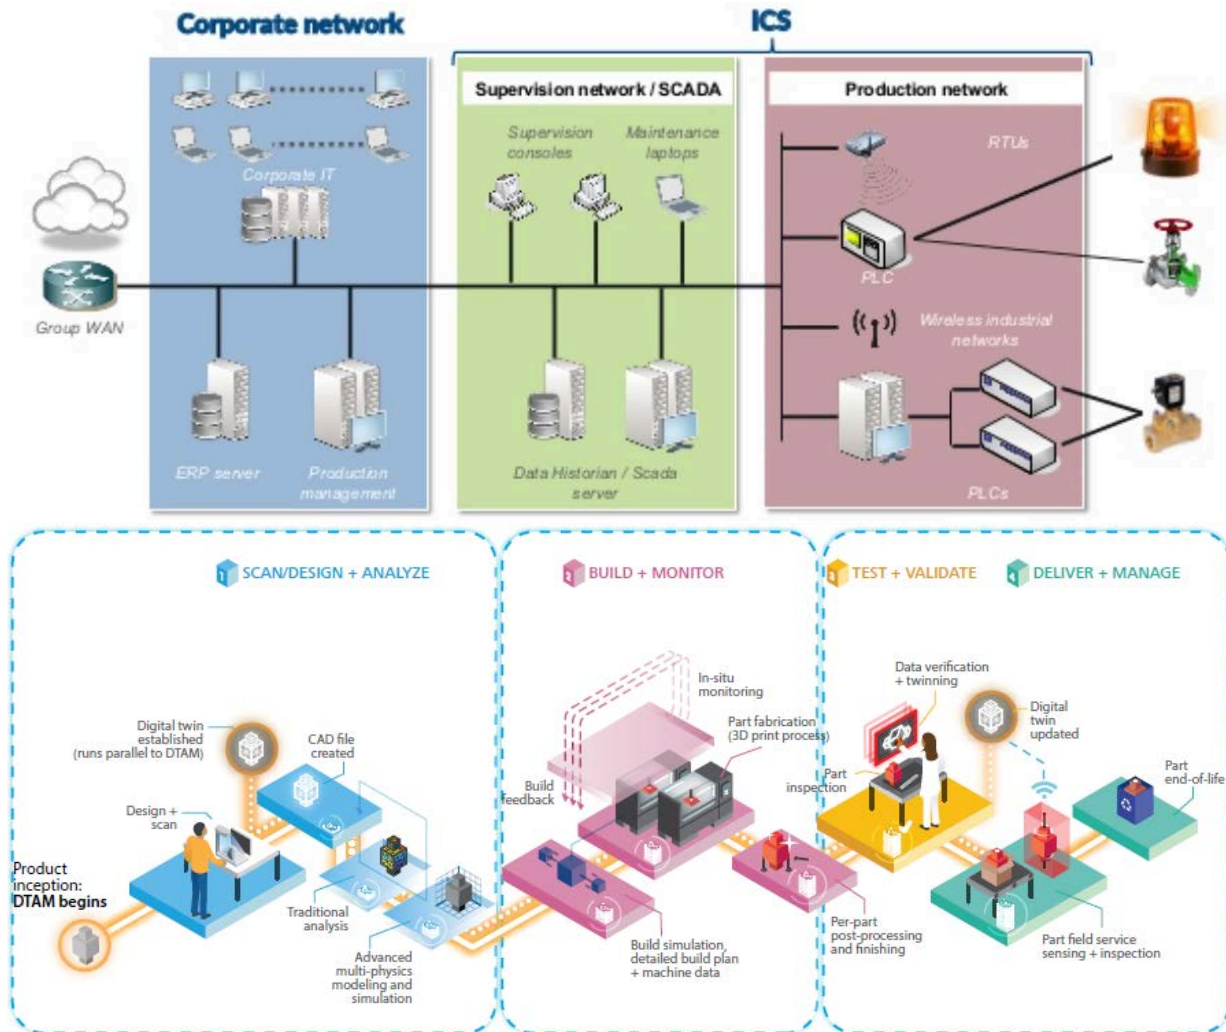 Corporate network
ICS
Supervision network / SCADA
Production network
Supervision
consoles
Maintenance
laptops
RTUs
Corporate IT
PLC
Group WAN
Wireless industrial
networks
ERP server
Production
management
Data Historian / Scada
server
PLCs
1 SCAN/DESIGN + ANALYZE
2 BUILD + MONITOR
3 TEST + VALIDATE
4 DELIVER + MANAGE
Digital twin
established
(runs parallel to DTAM)
CAD file
created
Design +
scan
Product
inception:
DTAM begins
Traditional
analysis
Advanced
multi-physics
modeling and
simulation
In-situ
monitoring
Part fabrication
(3D print process)
Build
feedback
Build simulation,
detailed build plan
+ machine data
Per-part
post-processing
and finishing
Data verification
+ twinning
Part
inspection
Digital
twin
updated
Part
end-of-life
Part field service
sensing + inspection